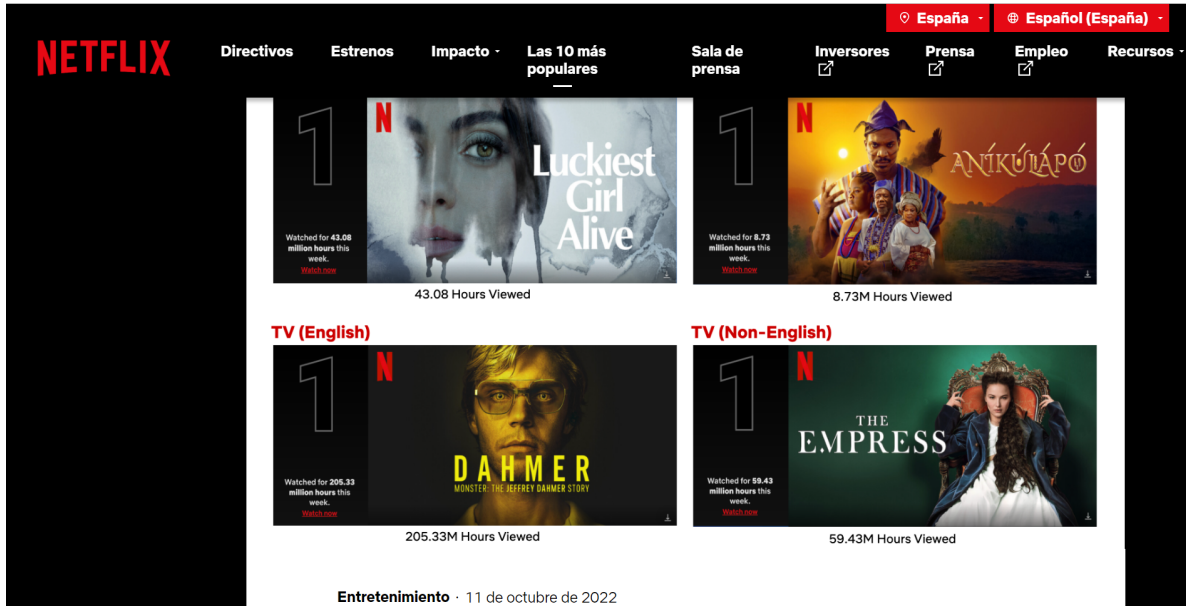 España
Español (España)
NETFLIX
Directivos
Estrenos
Impacto
Las 10 más
populares
Sala de
prensa
Inversores
Prensa
Empleo
Recursos
1
N
Luckiest
Girl
Alive
Watched for 43.08
million hours this
week.
Watch now
43.08 Hours Viewed
1
N
ANÍKÚLÁPÓ
Watched for 8.73
million hours this
week.
Watch now
8.73M Hours Viewed
TV (English)
1
N
DAHMER
MONSTER: THE JEFFREY DAHMER STORY
Watched for 205.33
million hours this
week.
Watch now
205.33M Hours Viewed
TV (Non-English)
1
N
THE
EMPRESS
Watched for 59.43
million hours this
week.
Watch now
59.43M Hours Viewed
Entretenimiento · 11 de octubre de 2022